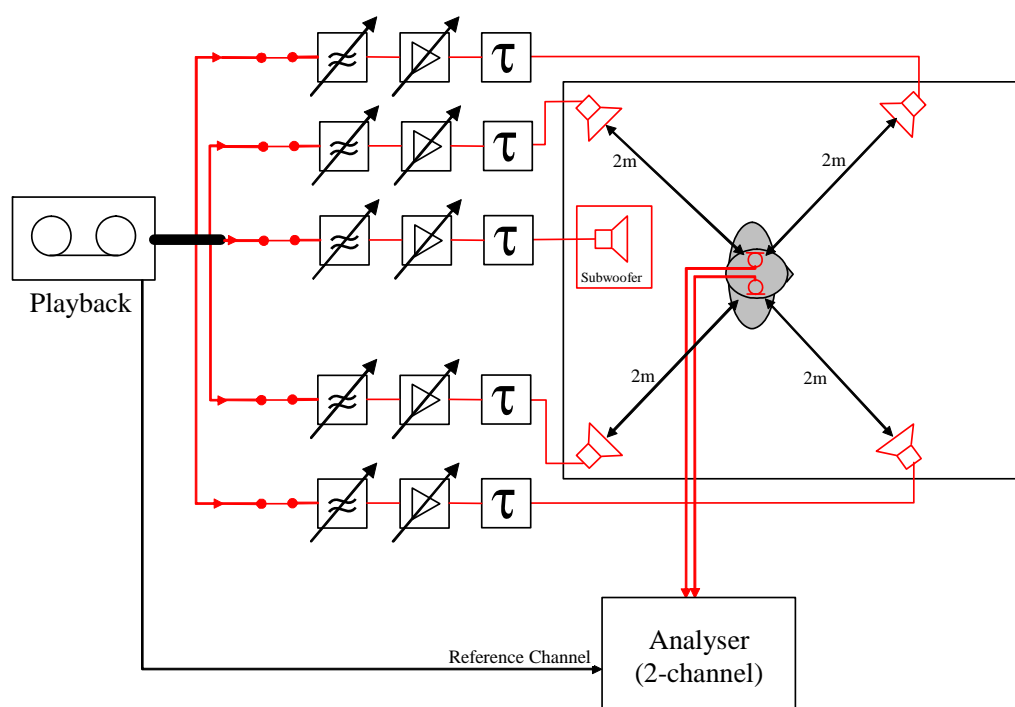 τ
τ
2m
2m
τ
Subwoofer
Playback
2m
2m
τ
τ
Analyser
(2-channel)
Reference Channel